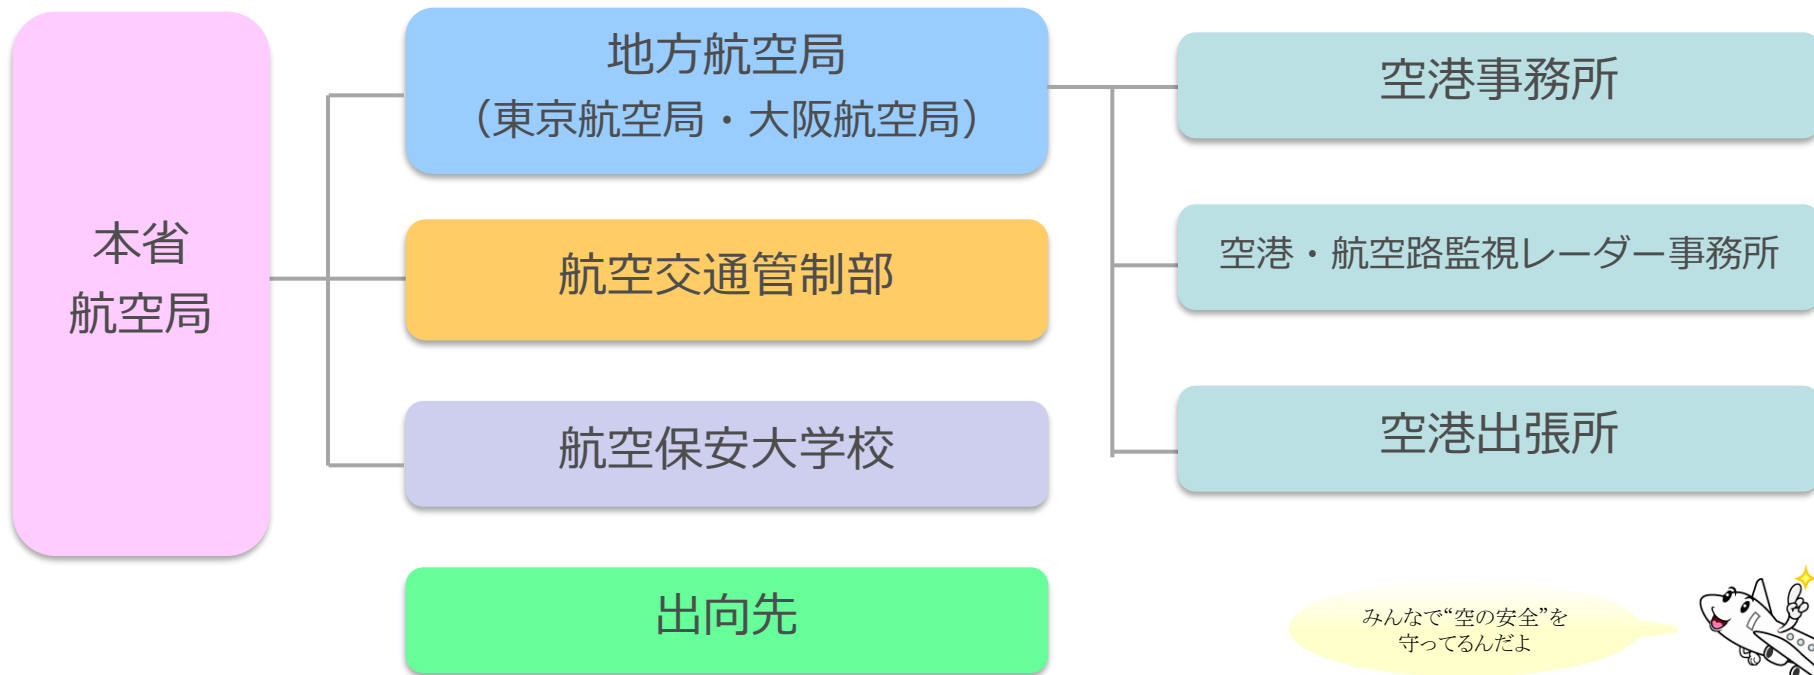 本省
航空局
地方航空局
（東京航空局・大阪航空局）
航空交通管制部
航空保安大学校
出向先
空港事務所
空港・航空路監視レーダー事務所
空港出張所
みんなで“空の安全”を
守ってるんだよ